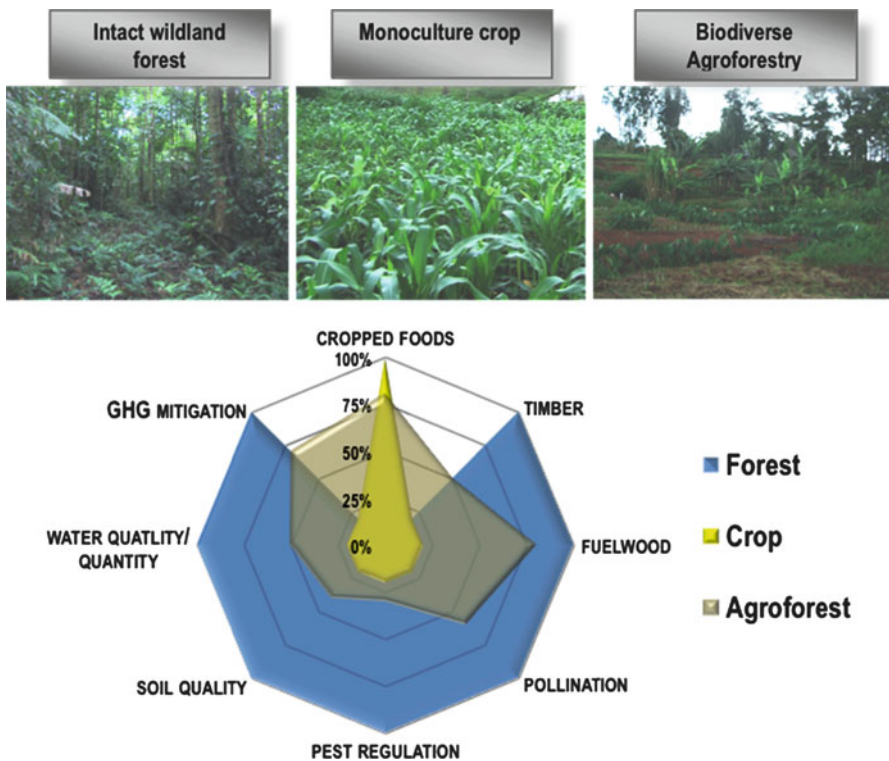 Intact wildland
forest
Monoculture crop
Biodiverse
Agroforestry
CROPPED FOODS
100%
GHG MITIGATION
TIMBER
75%
50%
Forest
25%
WATER QUATLITY/
QUANTITY
0%
FUELWOOD
Crop
Agroforest
SOIL QUALITY
POLLINATION
PEST REGULATION